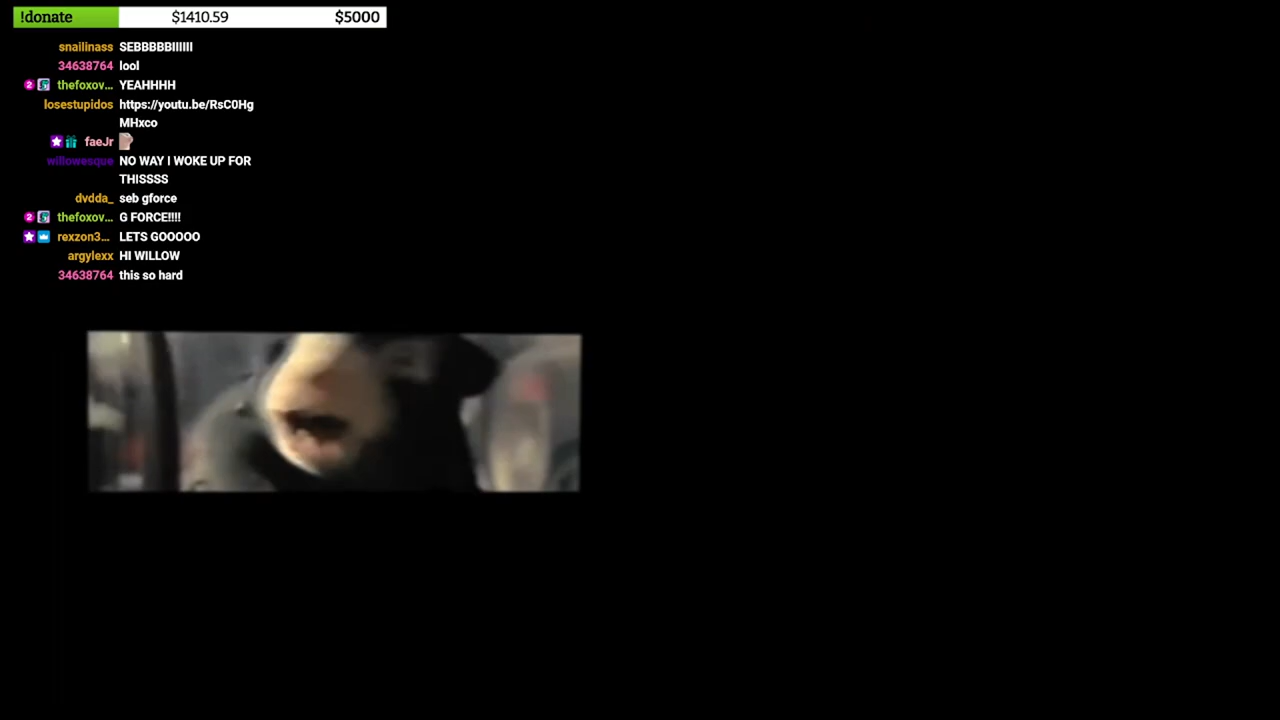 !donate $1410.59 $5000
snailinass SEBBBBBIIIIII
34638764 lool
2 thefoxov... YEAHHHH
losestupidos https://youtu.be/RsC0Hg
MHxco
faeJr
willowesque NO WAY I WOKE UP FOR
THISSSS
dvdda_ seb gforce
2 thefoxov... G FORCE!!!!
rexzon3... LETS GOOOOO
argylexx HI WILLOW
34638764 this so hard